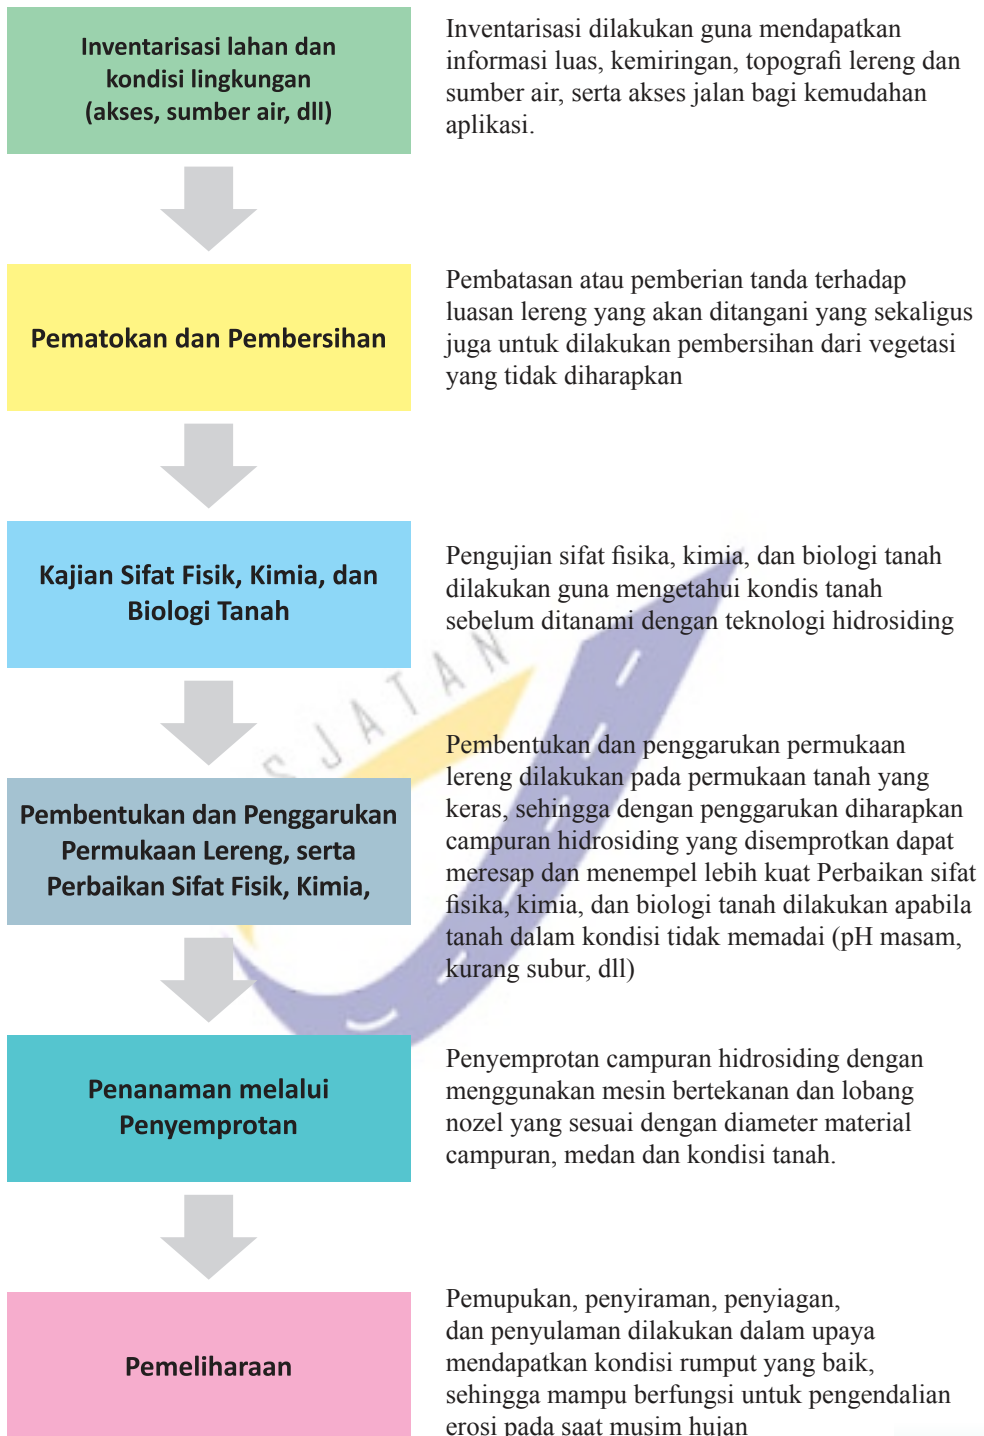 Inventarisasi lahan dan
kondisi lingkungan
(akses, sumber air, dll)
Inventarisasi dilakukan guna mendapatkan
informasi luas, kemiringan, topografi lereng dan
sumber air, serta akses jalan bagi kemudahan
aplikasi.
Pematokan dan Pembersihan
Pembatasan atau pemberian tanda terhadap
luasan lereng yang akan ditangani yang sekaligus
juga untuk dilakukan pembersihan dari vegetasi
yang tidak diharapkan
Kajian Sifat Fisik, Kimia, dan
Biologi Tanah
Pengujian sifat fisika, kimia, dan biologi tanah
dilakukan guna mengetahui kondis tanah
sebelum ditanami dengan teknologi hidrosiding
SJATAN
Pembentukan dan Penggarukan
Permukaan Lereng, serta
Perbaikan Sifat Fisik, Kimia,
Pembentukan dan penggarukan permukaan
lereng dilakukan pada permukaan tanah yang
keras, sehingga dengan penggarukan diharapkan
campuran hidrosiding yang disemprotkan dapat
meresap dan menempel lebih kuat Perbaikan sifat
fisika, kimia, dan biologi tanah dilakukan apabila
tanah dalam kondisi tidak memadai (pH masam,
kurang subur, dll)
Penanaman melalui
Penyemprotan
Penyemprotan campuran hidrosiding dengan
menggunakan mesin bertekanan dan lobang
nozel yang sesuai dengan diameter material
campuran, medan dan kondisi tanah.
Pemeliharaan
Pemupukan, penyiraman, penyiagan,
dan penyulaman dilakukan dalam upaya
mendapatkan kondisi rumput yang baik,
sehingga mampu berfungsi untuk pengendalian
erosi pada saat musim hujan